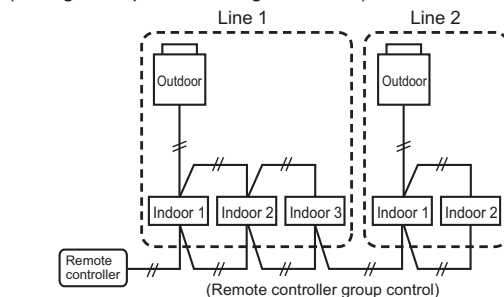 Line 1 Line 2
Outdoor Outdoor
Indoor 1 Indoor 2 Indoor 3 Indoor 1 Indoor 2
Remote
controller
(Remote controller group control)